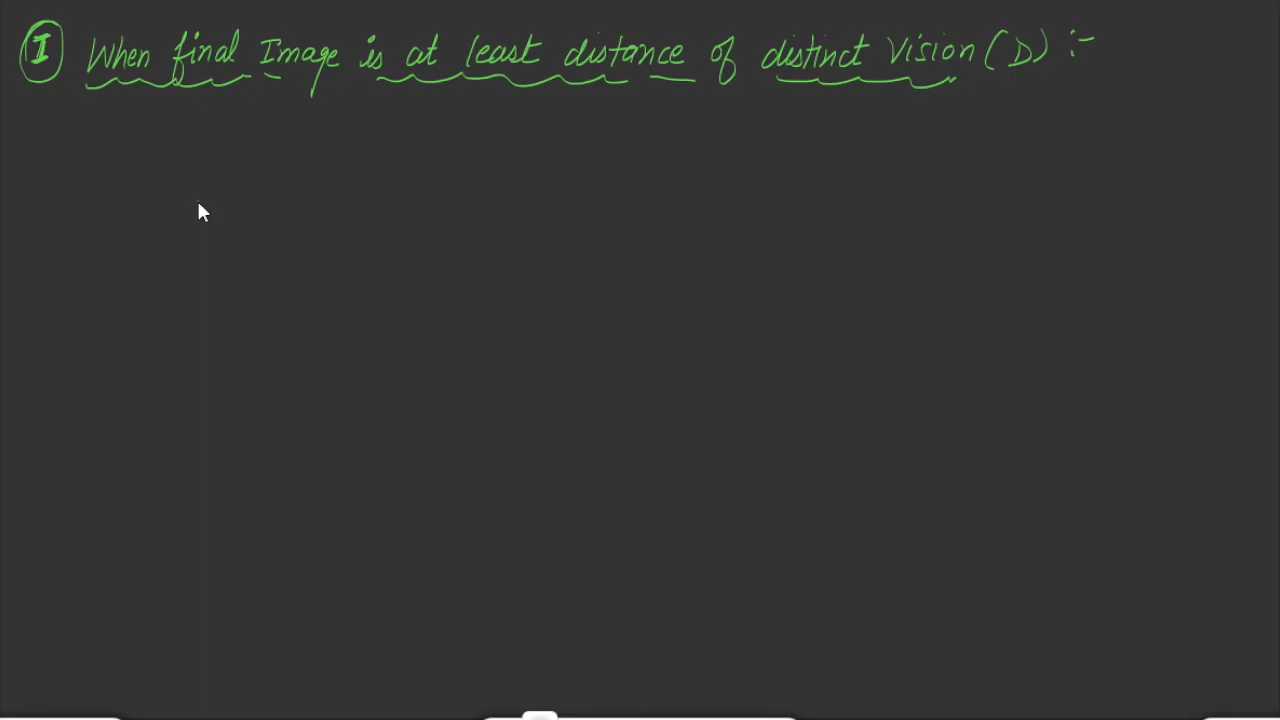 I When final Image is at least distance of distinct Vision (D) :-